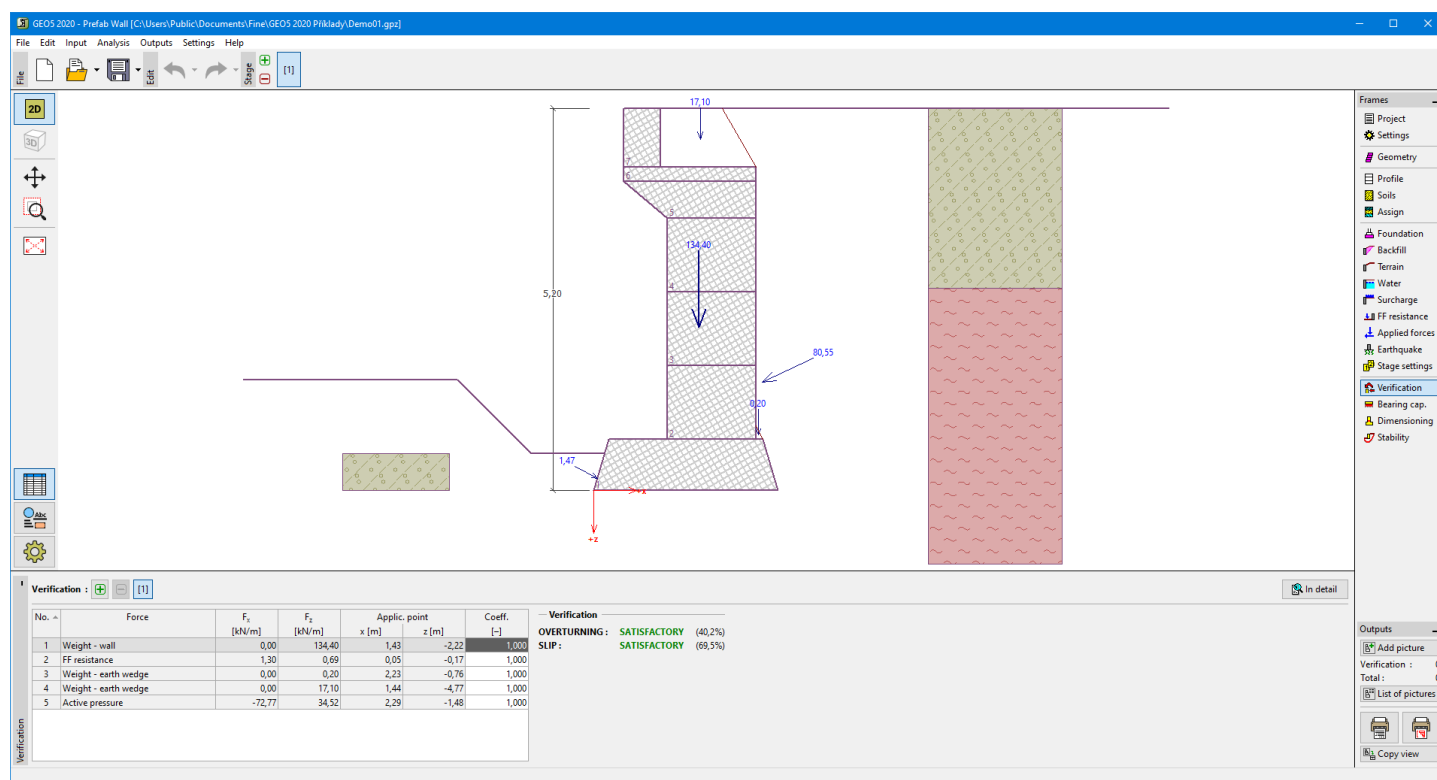 GEO5 2020 - Prefab Wall [C:\Users\Public\Documents\Fine\GEO5 2020 Příklady\Demo01.gpz]
File Edit Input Analysis Outputs Settings Help
File
Edit
Stage
[1]
2D
3D
17,10
7
6
5
134,40
4
5,20
3
80,55
0,20
2
1,47
+x
+z
Abc
Frames
Project
Settings
Geometry
Profile
Soils
Assign
Foundation
Backfill
Terrain
Water
Surcharge
FF resistance
Applied forces
Earthquake
Stage settings
Verification
Bearing cap.
Dimensioning
Stability
Verification : [1]
In detail
No. Force Fx Fz Applic. point Coeff.
[kN/m] [kN/m] x [m] z [m] [–]
1 Weight - wall 0,00 134,40 1,43 -2,22 1,000
2 FF resistance 1,30 0,69 0,05 -0,17 1,000
3 Weight - earth wedge 0,00 0,20 2,23 -0,76 1,000
4 Weight - earth wedge 0,00 17,10 1,44 -4,77 1,000
5 Active pressure -72,77 34,52 2,29 -1,48 1,000
Verification
OVERTURNING : SATISFACTORY (40,2%)
SLIP : SATISFACTORY (69,5%)
Verification
Outputs
Add picture
Verification :
Total :
List of pictures
Copy view